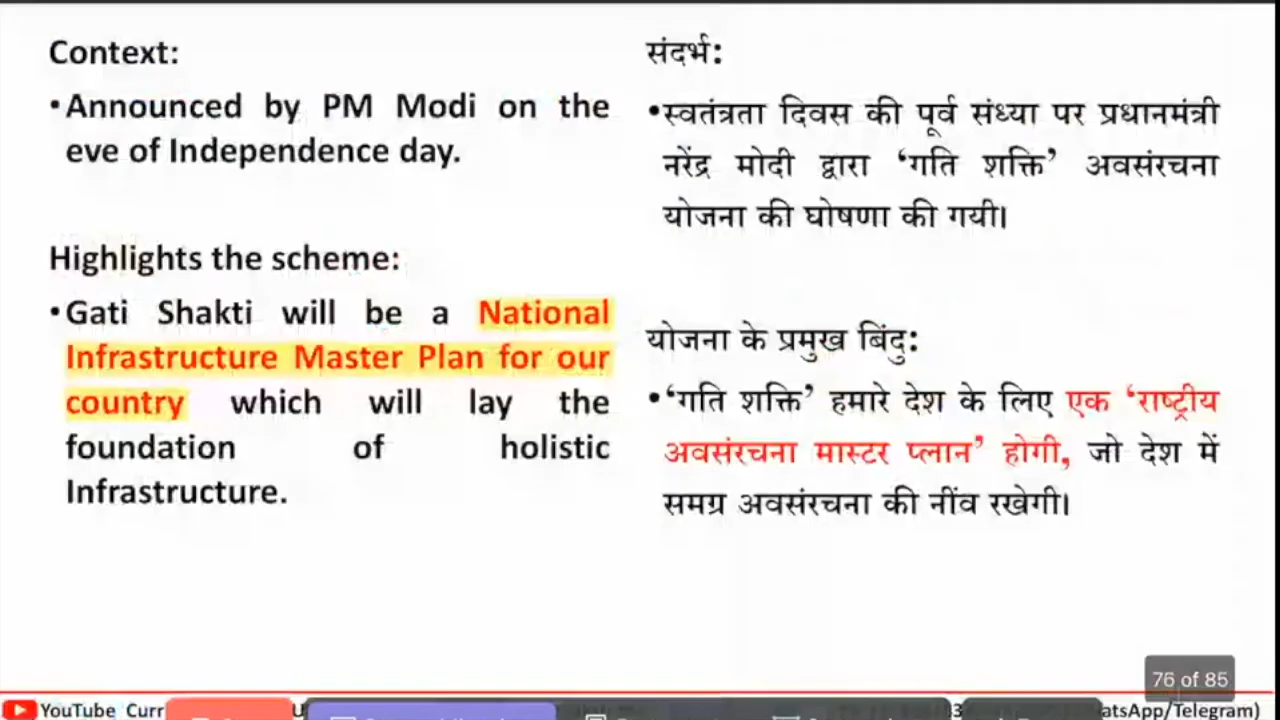 Context:
•Announced by PM Modi on the
eve of Independence day.
Highlights the scheme:
•Gati Shakti will be a National
Infrastructure Master Plan for our
country which will lay the
foundation of holistic
Infrastructure.
संदर्भ:
•स्वतंत्रता दिवस की पूर्व संध्या पर प्रधानमंत्री
नरेंद्र मोदी द्वारा ‘गति शक्ति’ अवसंरचना
योजना की घोषणा की गयी।
योजना के प्रमुख बिंदु:
•‘गति शक्ति’ हमारे देश के लिए एक ‘राष्ट्रीय
अवसंरचना मास्टर प्लान’ होगी, जो देश में
समग्र अवसंरचना की नींव रखेगी।
76 of 85
YouTube